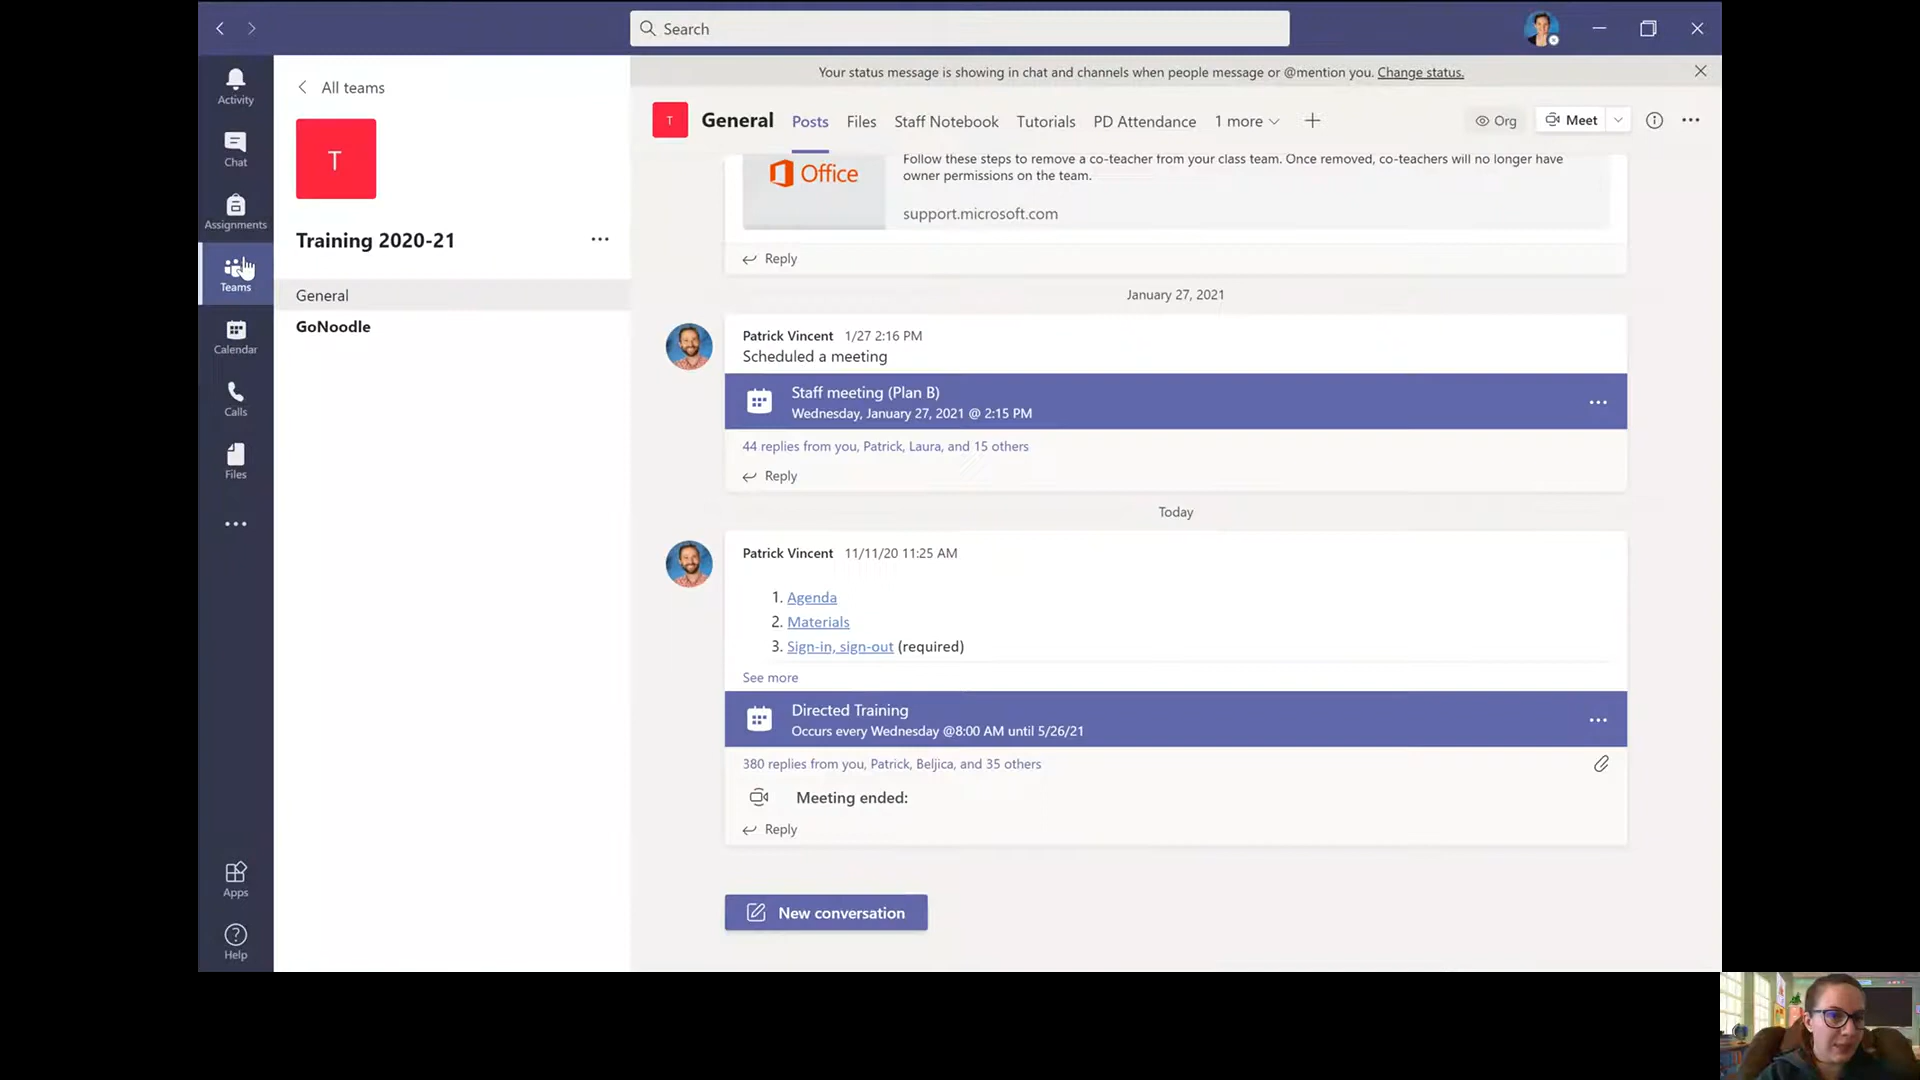 Search
Your status message is showing in chat and channels when people message or @mention you. Change status.
Activity
Chat
Assignments
Teams
Calendar
Calls
Files
Apps
Help
All teams
T
Training 2020-21
General
GoNoodle
T
General
Posts
Files
Staff Notebook
Tutorials
PD Attendance
1 more
Org
Meet
Office
Follow these steps to remove a co-teacher from your class team. Once removed, co-teachers will no longer have
owner permissions on the team.
support.microsoft.com
Reply
January 27, 2021
Patrick Vincent 1/27 2:16 PM
Scheduled a meeting
Staff meeting (Plan B)
Wednesday, January 27, 2021 @ 2:15 PM
44 replies from you, Patrick, Laura, and 15 others
Reply
Today
Patrick Vincent 11/11/20 11:25 AM
1. Agenda
2. Materials
3. Sign-in, sign-out (required)
See more
Directed Training
Occurs every Wednesday @8:00 AM until 5/26/21
380 replies from you, Patrick, Beljica, and 35 others
Meeting ended:
Reply
New conversation